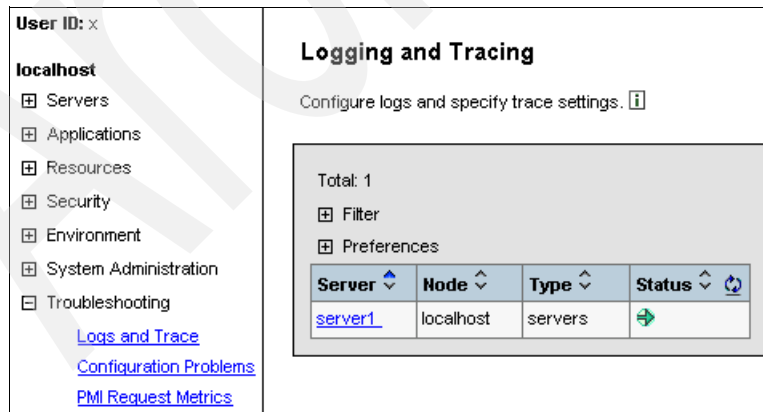 User ID: x
localhost
Servers
Applications
Resources
Security
Environment
System Administration
Troubleshooting
Logs and Trace
Configuration Problems
PMI Request Metrics
Logging and Tracing
Configure logs and specify trace settings. i
Total: 1
Filter
Preferences
Server Node Type Status
server1 localhost servers